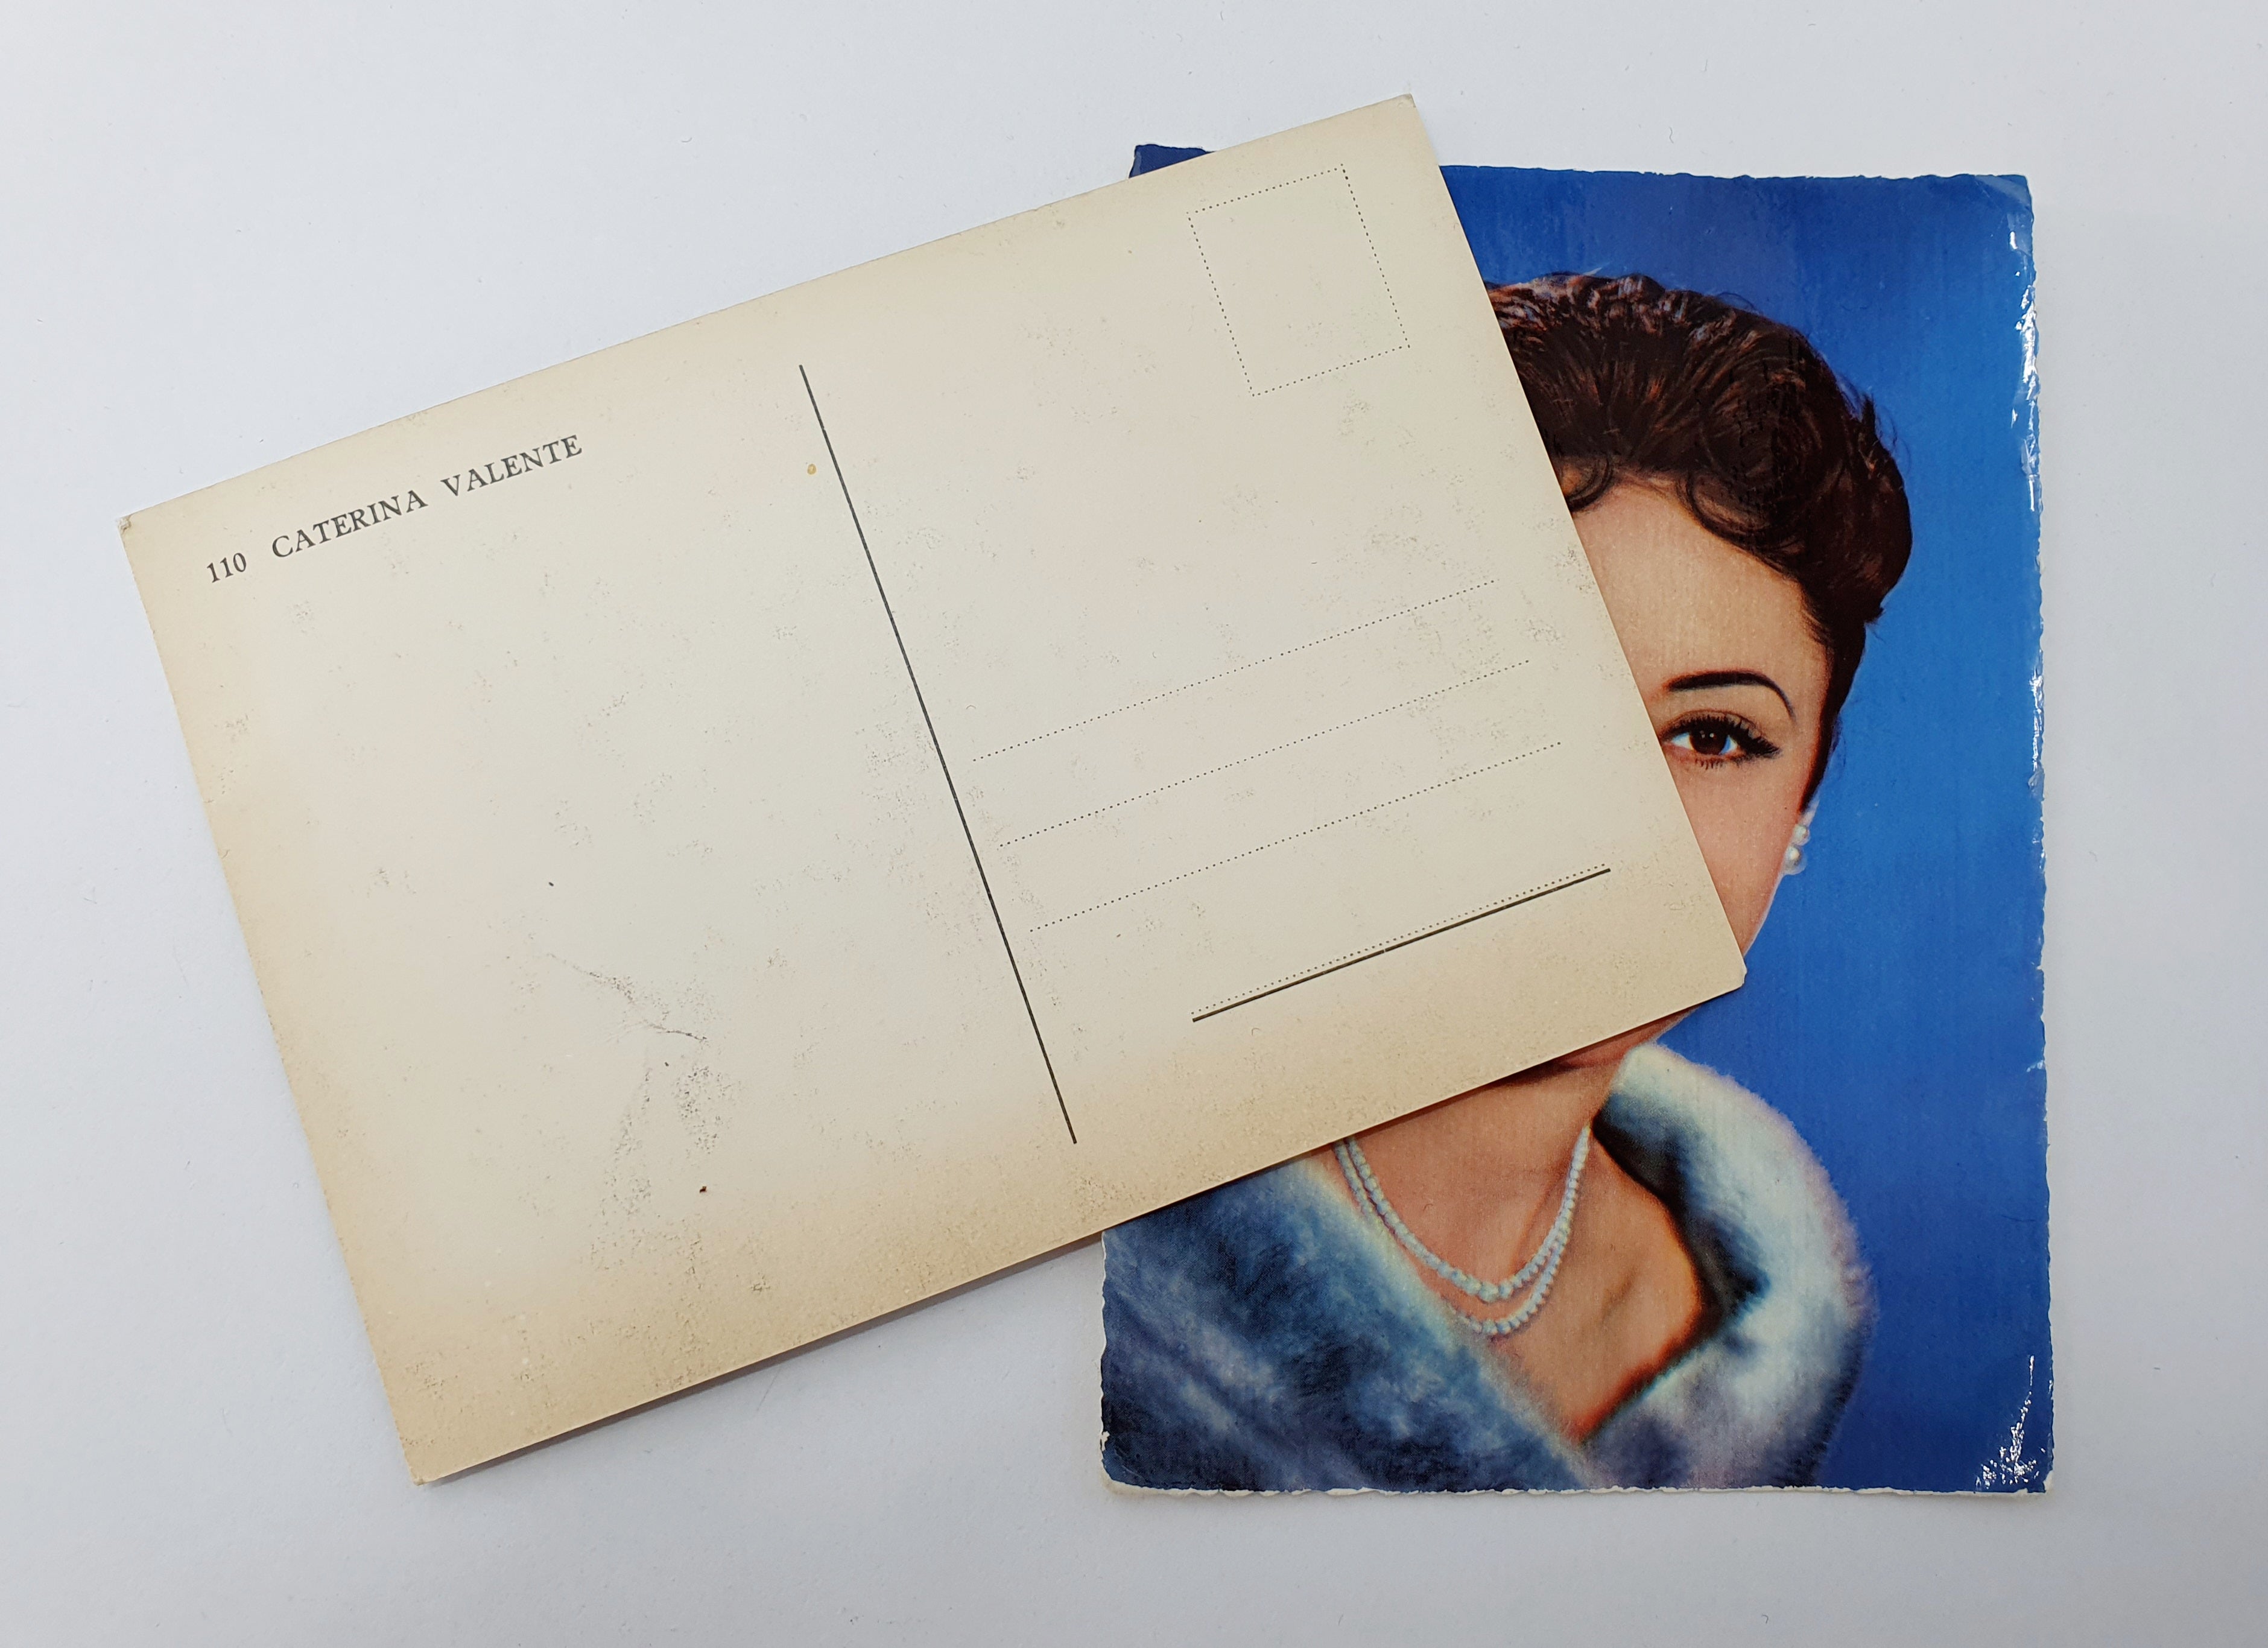 110 CATERINA VALENTE